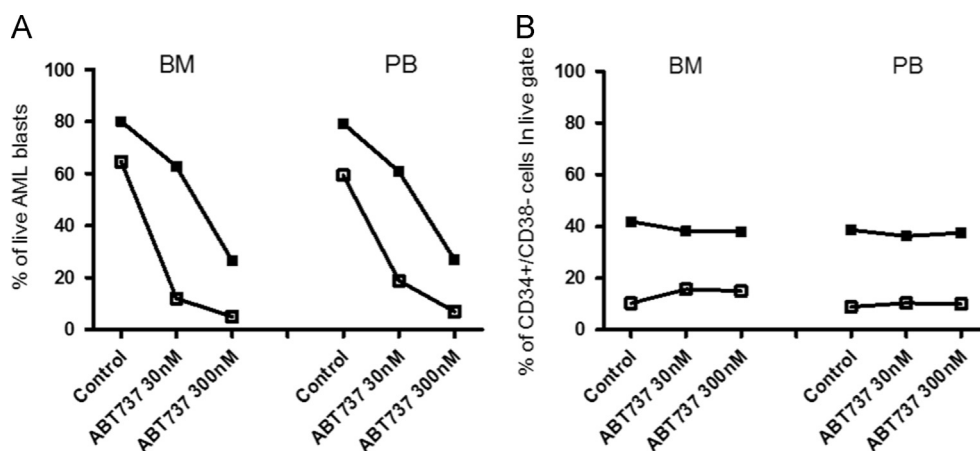 A
BM
PB
% of live AML blasts
100
80
60
40
20
0
Control
ABT737 30nM
ABT737 300nM
Control
ABT737 30nM
ABT737 300nM
B
BM
PB
% of CD34+/CD38- cells In live gate
100
80
60
40
20
0
Control
ABT737 30nM
ABT737 300nM
Control
ABT737 30nM
ABT737 300nM